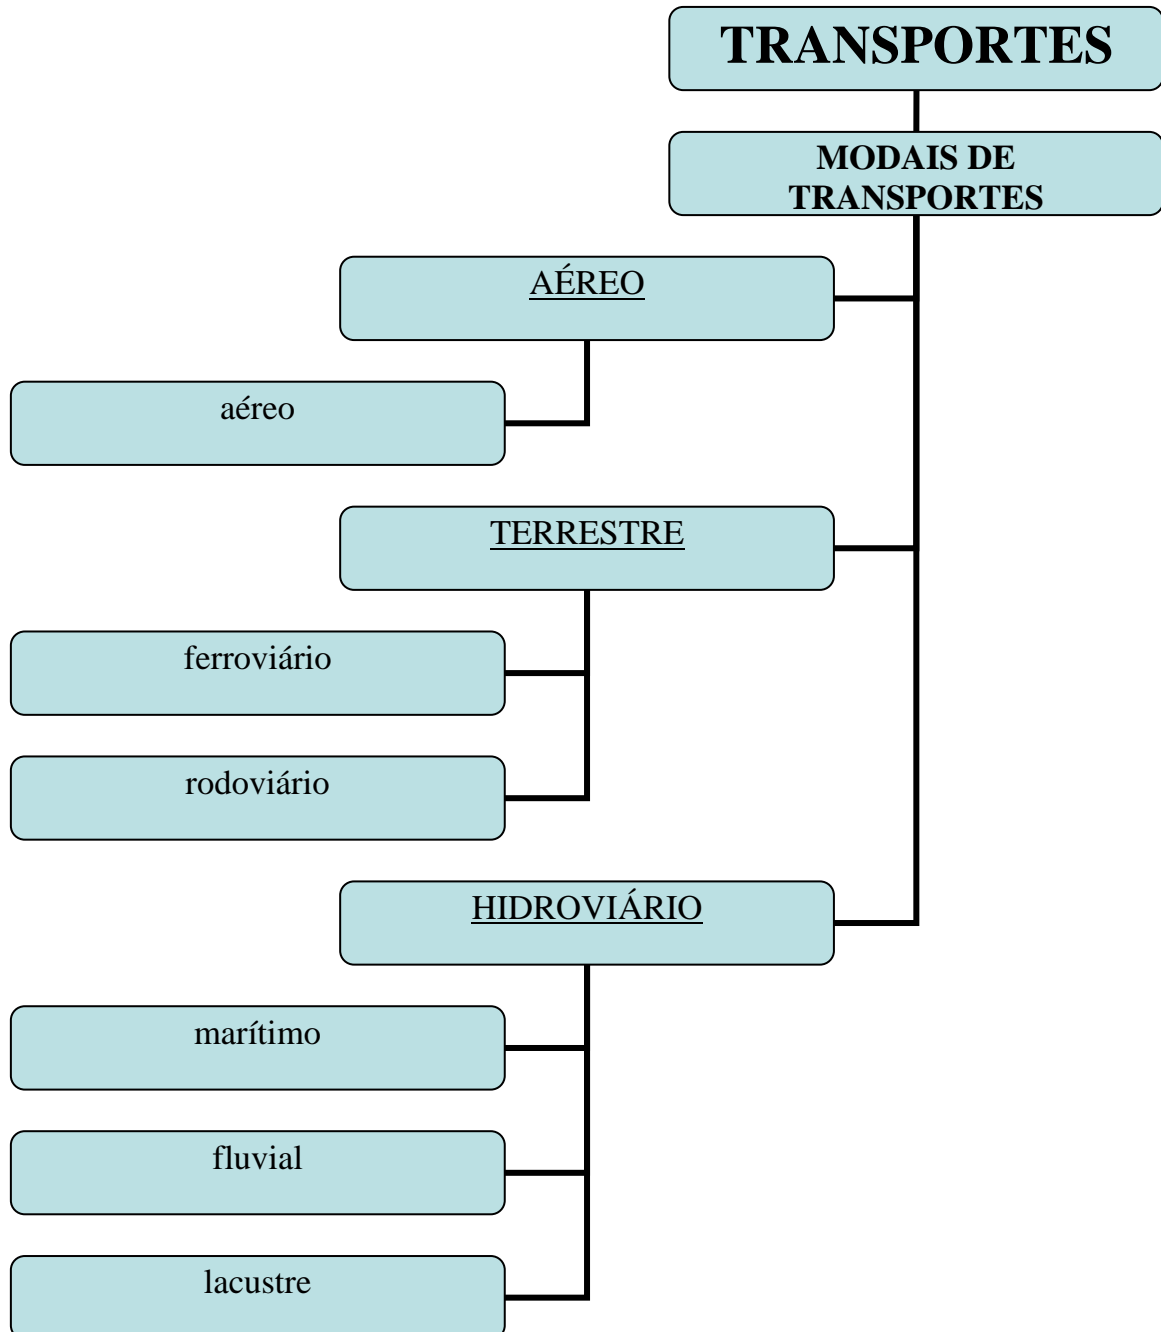 TRANSPORTES
MODAIS DE
TRANSPORTES
AÉREO
aéreo
TERRESTRE
ferroviário
rodoviário
HIDROVIÁRIO
marítimo
fluvial
lacustre